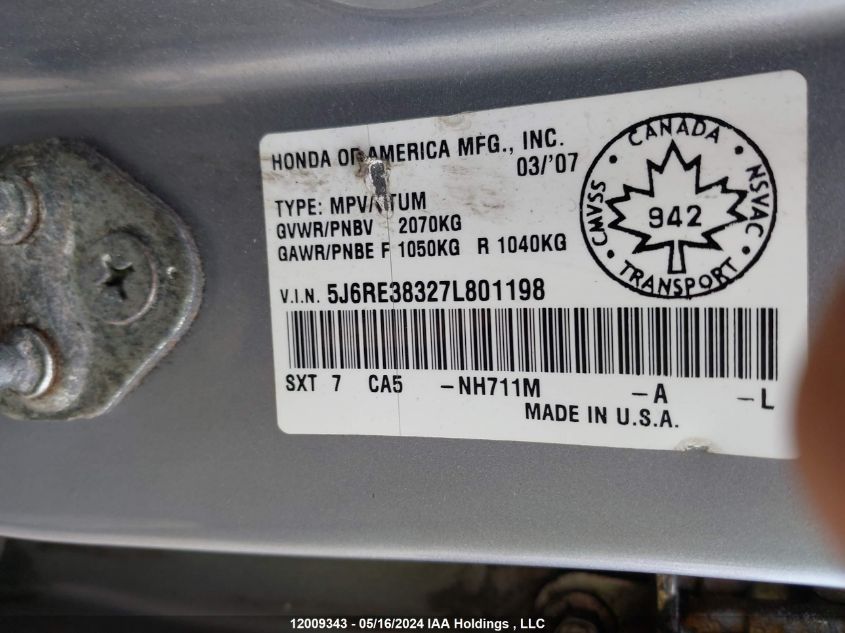 HONDA OF AMERICA MFG., INC.
03/'07
TYPE: MPV/ TUM
GVWR/PNBV 2070KG
GAWR/PNBE F 1050KG R 1040KG
V.I.N. 5J6RE38327L801198
SXT 7 CA5 -NH711M -A -L
MADE IN U.S.A.
CANADA
CMVSS 942 NSVAC
TRANSPORT
12009343 - 05/16/2024 IAA Holdings , LLC